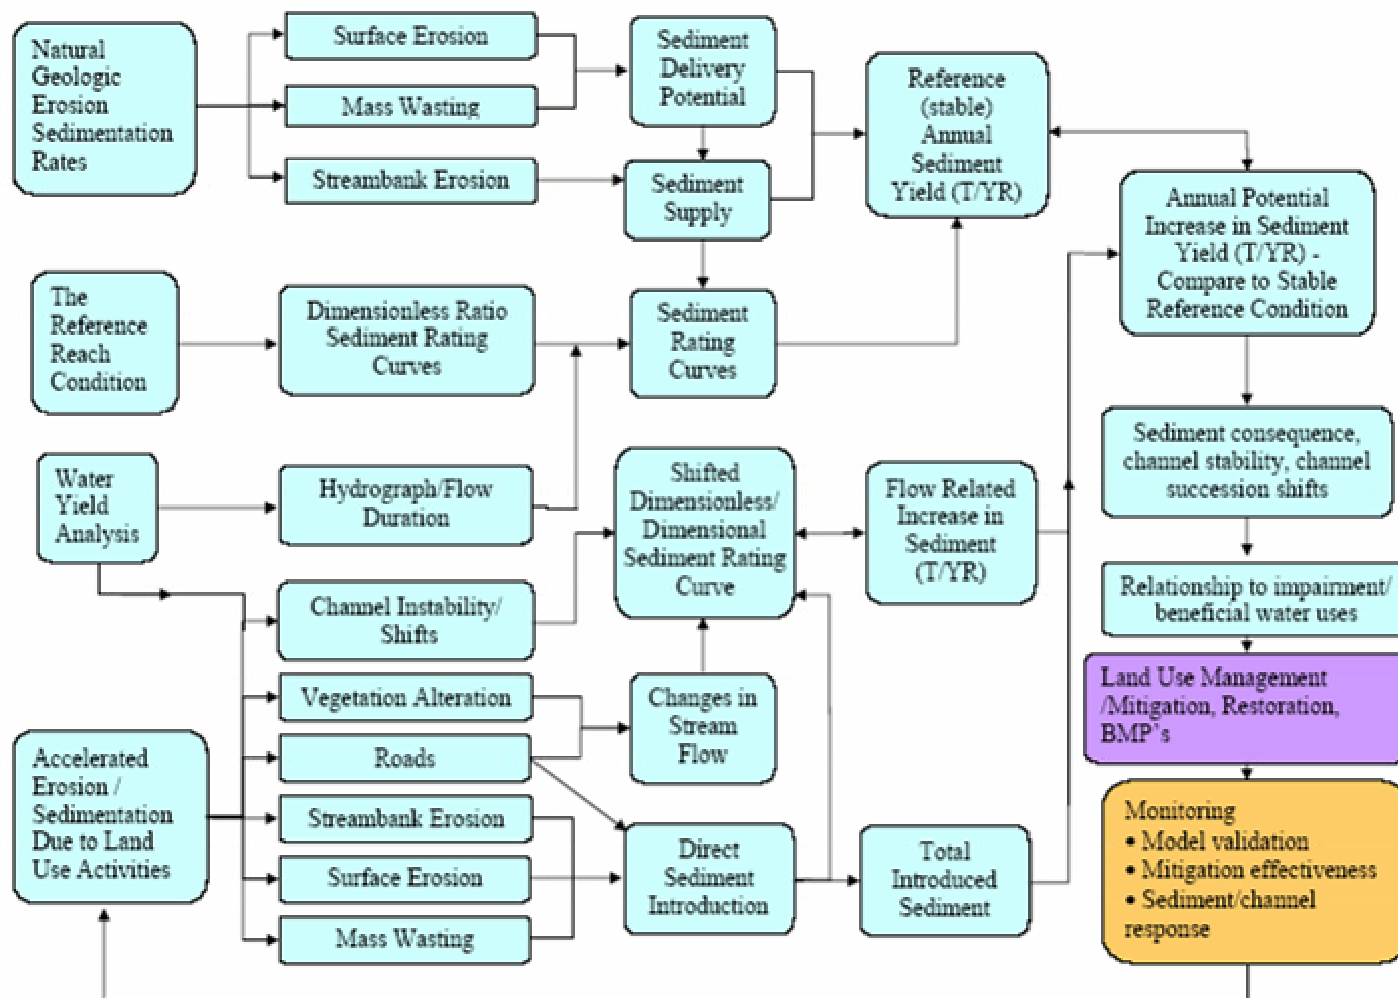 Natural
Geologic
Erosion
Sedimentation
Rates
Surface Erosion
Mass Wasting
Streambank Erosion
Sediment
Delivery
Potential
Sediment
Supply
Reference
(stable)
Annual
Sediment
Yield (T/YR)
Annual Potential
Increase in Sediment
Yield (T/YR) -
Compare to Stable
Reference Condition
The
Reference
Reach
Condition
Dimensionless Ratio
Sediment Rating
Curves
Sediment
Rating
Curves
Sediment consequence,
channel stability, channel
succession shifts
Water
Yield
Analysis
Hydrograph/Flow
Duration
Shifted
Dimensionless/
Dimensional
Sediment Rating
Curve
Flow Related
Increase in
Sediment
(T/YR)
Relationship to impairment/
beneficial water uses
Channel Instability/
Shifts
Vegetation Alteration
Roads
Changes in
Stream
Flow
Land Use Management
/Mitigation, Restoration,
BMP's
Accelerated
Erosion /
Sedimentation
Due to Land
Use Activities
Streambank Erosion
Surface Erosion
Mass Wasting
Direct
Sediment
Introduction
Total
Introduced
Sediment
Monitoring
• Model validation
• Mitigation effectiveness
• Sediment/channel
response